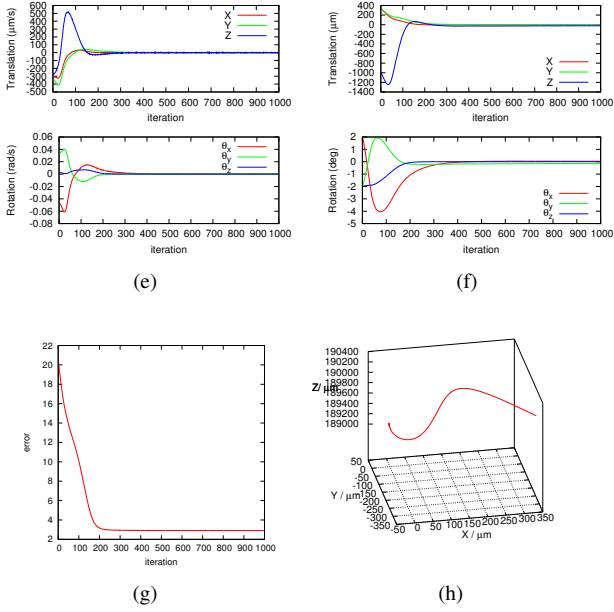 600
500
400
300
200
100
0
-100
-200
-300
-400
-500
Translation (μm/s)
X
Y
Z
0 100 200 300 400 500 600 700 800 900 1000
iteration
400
200
0
-200
-400
-600
-800
-1000
-1200
-1400
Translation (μm)
X
Y
Z
0 100 200 300 400 500 600 700 800 900 1000
iteration
0.06
0.04
0.02
0
-0.02
-0.04
-0.06
-0.08
Rotation (rad/s)
θx
θy
θz
0 100 200 300 400 500 600 700 800 900 1000
iteration
2
1
0
-1
-2
-3
-4
-5
Rotation (deg)
θx
θy
θz
0 100 200 300 400 500 600 700 800 900 1000
iteration
(e)
(f)
22
20
18
16
14
12
10
8
6
4
2
error
0 100 200 300 400 500 600 700 800 900 1000
iteration
190400
190200
190000
189800
189600
189400
189200
189000
Z/ μm
50
0
-50
-100
-150
-200
-250
-300
-350
Y / μm
-50 0 50 100 150 200 250 300 350
X / μm
(g)
(h)